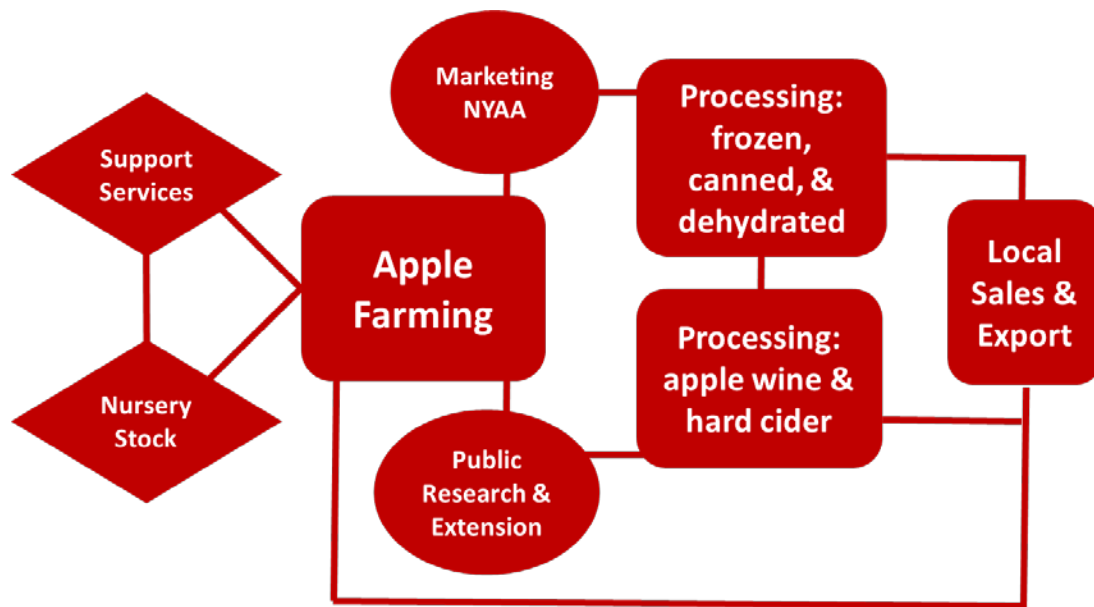 Marketing
NYAA
Processing:
frozen,
canned, &
dehydrated
Support
Services
Apple
Farming
Local
Sales &
Export
Processing:
apple wine &
hard cider
Nursery
Stock
Public
Research &
Extension